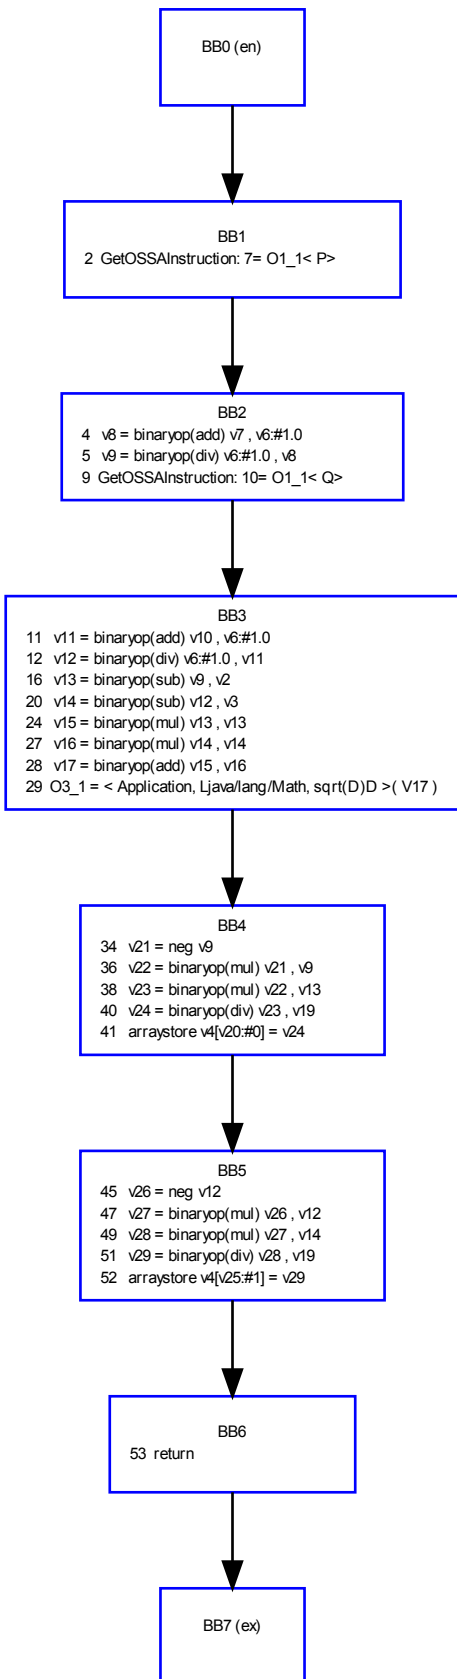 BB0 (en)
BB1
2 GetOSSAInstruction: 7= O1_1< P>
BB2
4 v8 = binaryop(add) v7 , v6:#1.0
5 v9 = binaryop(div) v6:#1.0 , v8
9 GetOSSAInstruction: 10= O1_1< Q>
BB3
11 v11 = binaryop(add) v10 , v6:#1.0
12 v12 = binaryop(div) v6:#1.0 , v11
16 v13 = binaryop(sub) v9 , v2
20 v14 = binaryop(sub) v12 , v3
24 v15 = binaryop(mul) v13 , v13
27 v16 = binaryop(mul) v14 , v14
28 v17 = binaryop(add) v15 , v16
29 O3_1 = < Application, Ljava/lang/Math, sqrt(D)D >( V17 )
BB4
34 v21 = neg v9
36 v22 = binaryop(mul) v21 , v9
38 v23 = binaryop(mul) v22 , v13
40 v24 = binaryop(div) v23 , v19
41 arraystore v4[v20:#0] = v24
BB5
45 v26 = neg v12
47 v27 = binaryop(mul) v26 , v12
49 v28 = binaryop(mul) v27 , v14
51 v29 = binaryop(div) v28 , v19
52 arraystore v4[v25:#1] = v29
BB6
53 return
BB7 (ex)